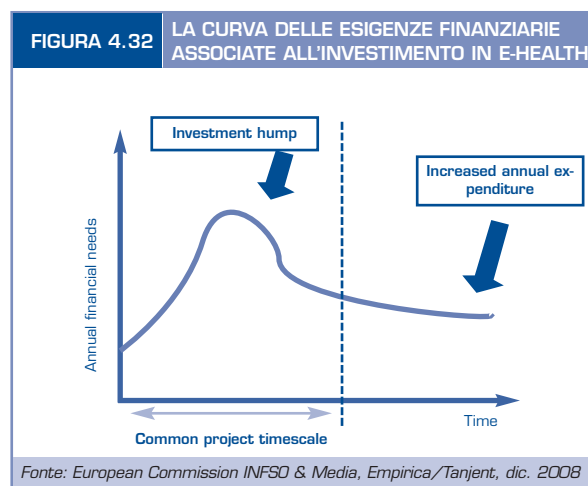 FIGURA 4.32
LA CURVA DELLE ESIGENZE FINANZIARIE
ASSOCIATE ALL'INVESTIMENTO IN E-HEALTH
Investment hump
Increased annual ex-
penditure
Annual financial needs
Time
Common project timescale
Fonte: European Commission INFSO & Media, Empirica/Tanjent, dic. 2008